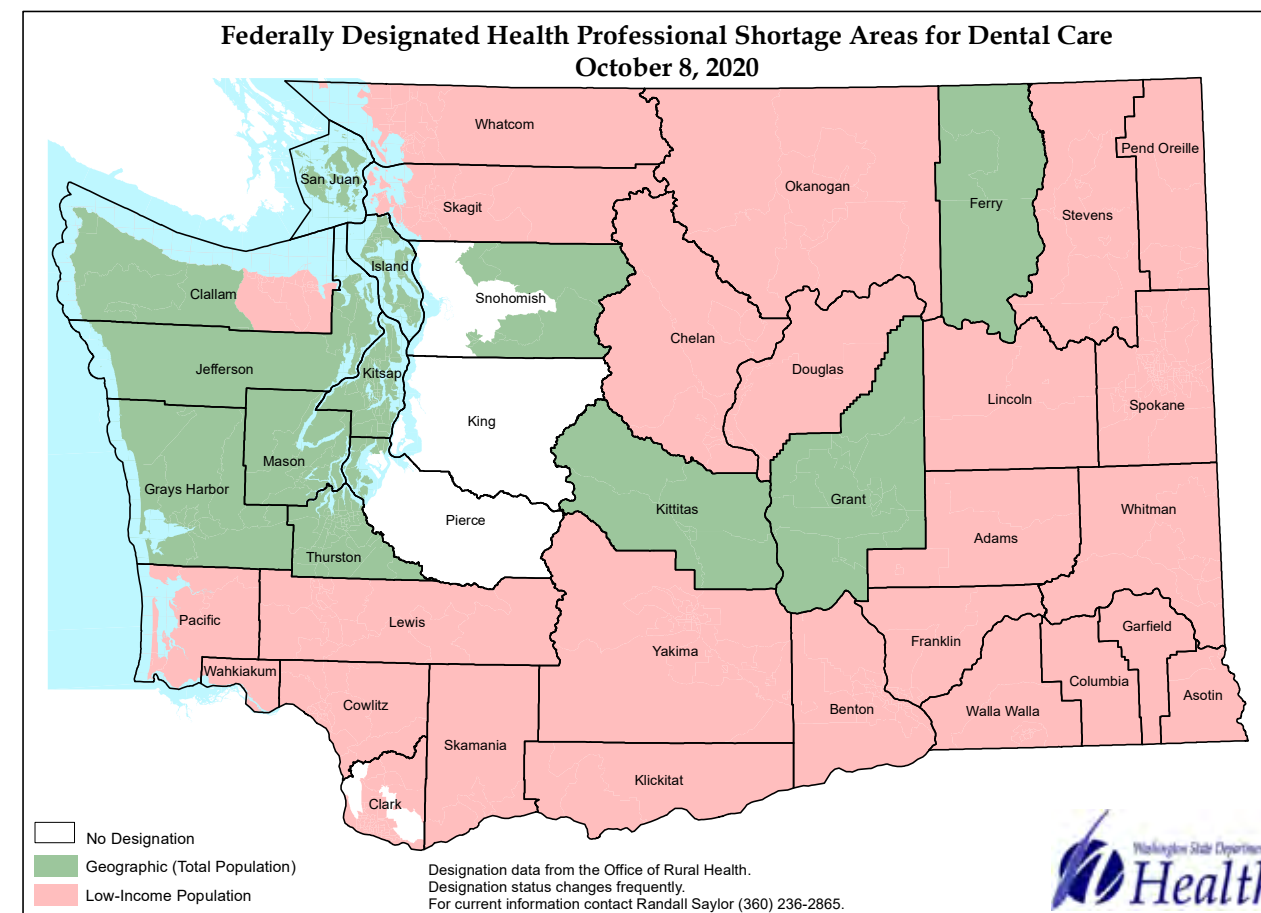 Federally Designated Health Professional Shortage Areas for Dental Care
October 8, 2020
Whatcom
Pend Oreille
San Juan
Okanogan
Skagit
Ferry
Stevens
Island
Clallam
Snohomish
Chelan
Jefferson
Kitsap
Douglas
Lincoln
Spokane
King
Mason
Grays Harbor
Grant
Kittitas
Whitman
Pierce
Adams
Thurston
Pacific
Lewis
Garfield
Franklin
Yakima
Wahkiakum
Columbia
Asotin
Cowlitz
Benton
Walla Walla
Skamania
Klickitat
Clark
No Designation
Geographic (Total Population)
Low-Income Population
Designation data from the Office of Rural Health.
Designation status changes frequently.
For current information contact Randall Saylor (360) 236-2865.
Washington State Departmen
Health